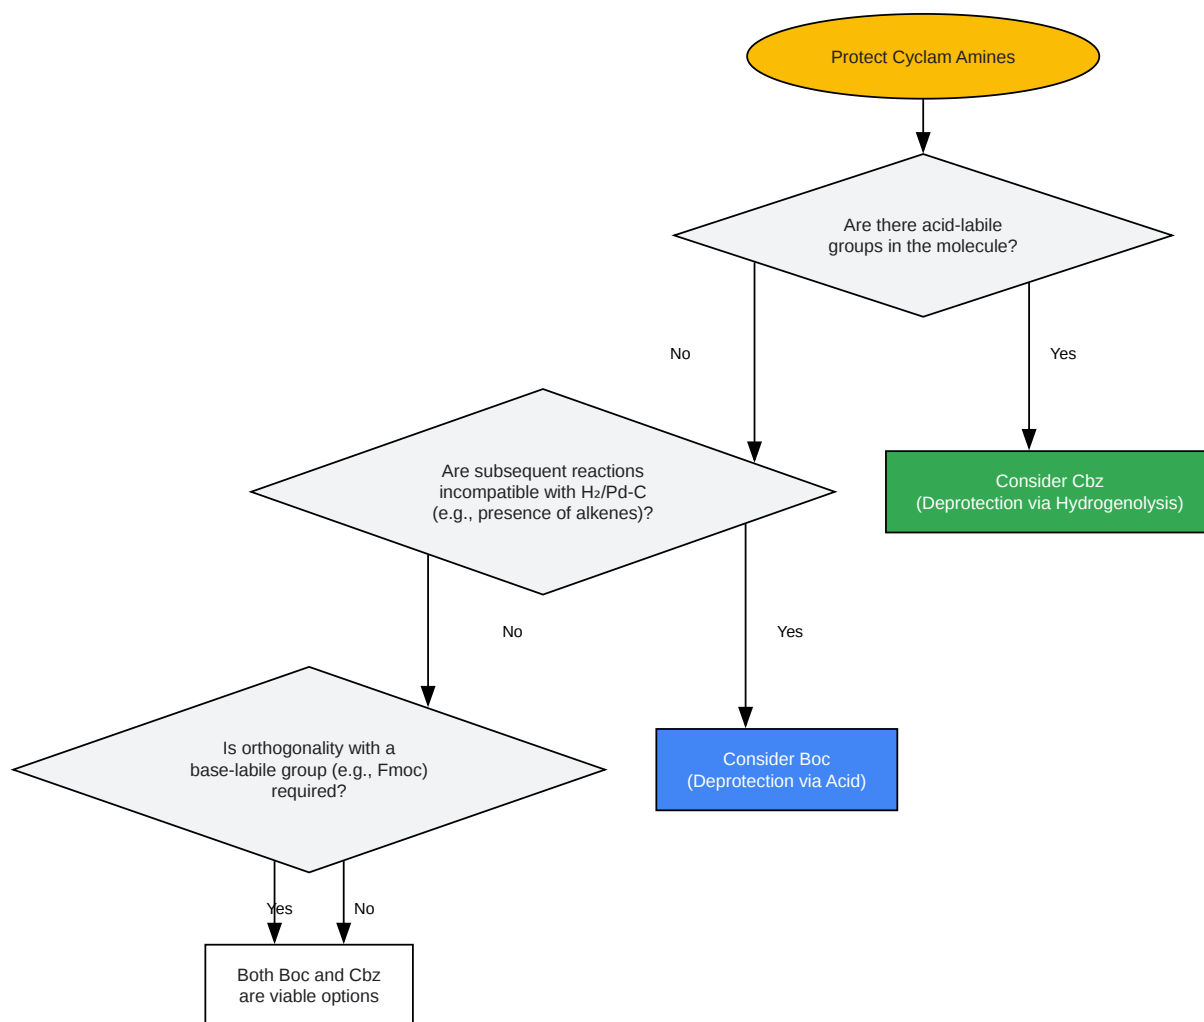 Protect Cyclam Amines
Are there acid-labile
groups in the molecule?
No
Yes
Are subsequent reactions
incompatible with H₂/Pd-C
(e.g., presence of alkenes)?
Consider Cbz
(Deprotection via Hydrogenolysis)
No
Yes
Is orthogonality with a
base-labile group (e.g., Fmoc)
required?
Consider Boc
(Deprotection via Acid)
Yes
No
Both Boc and Cbz
are viable options